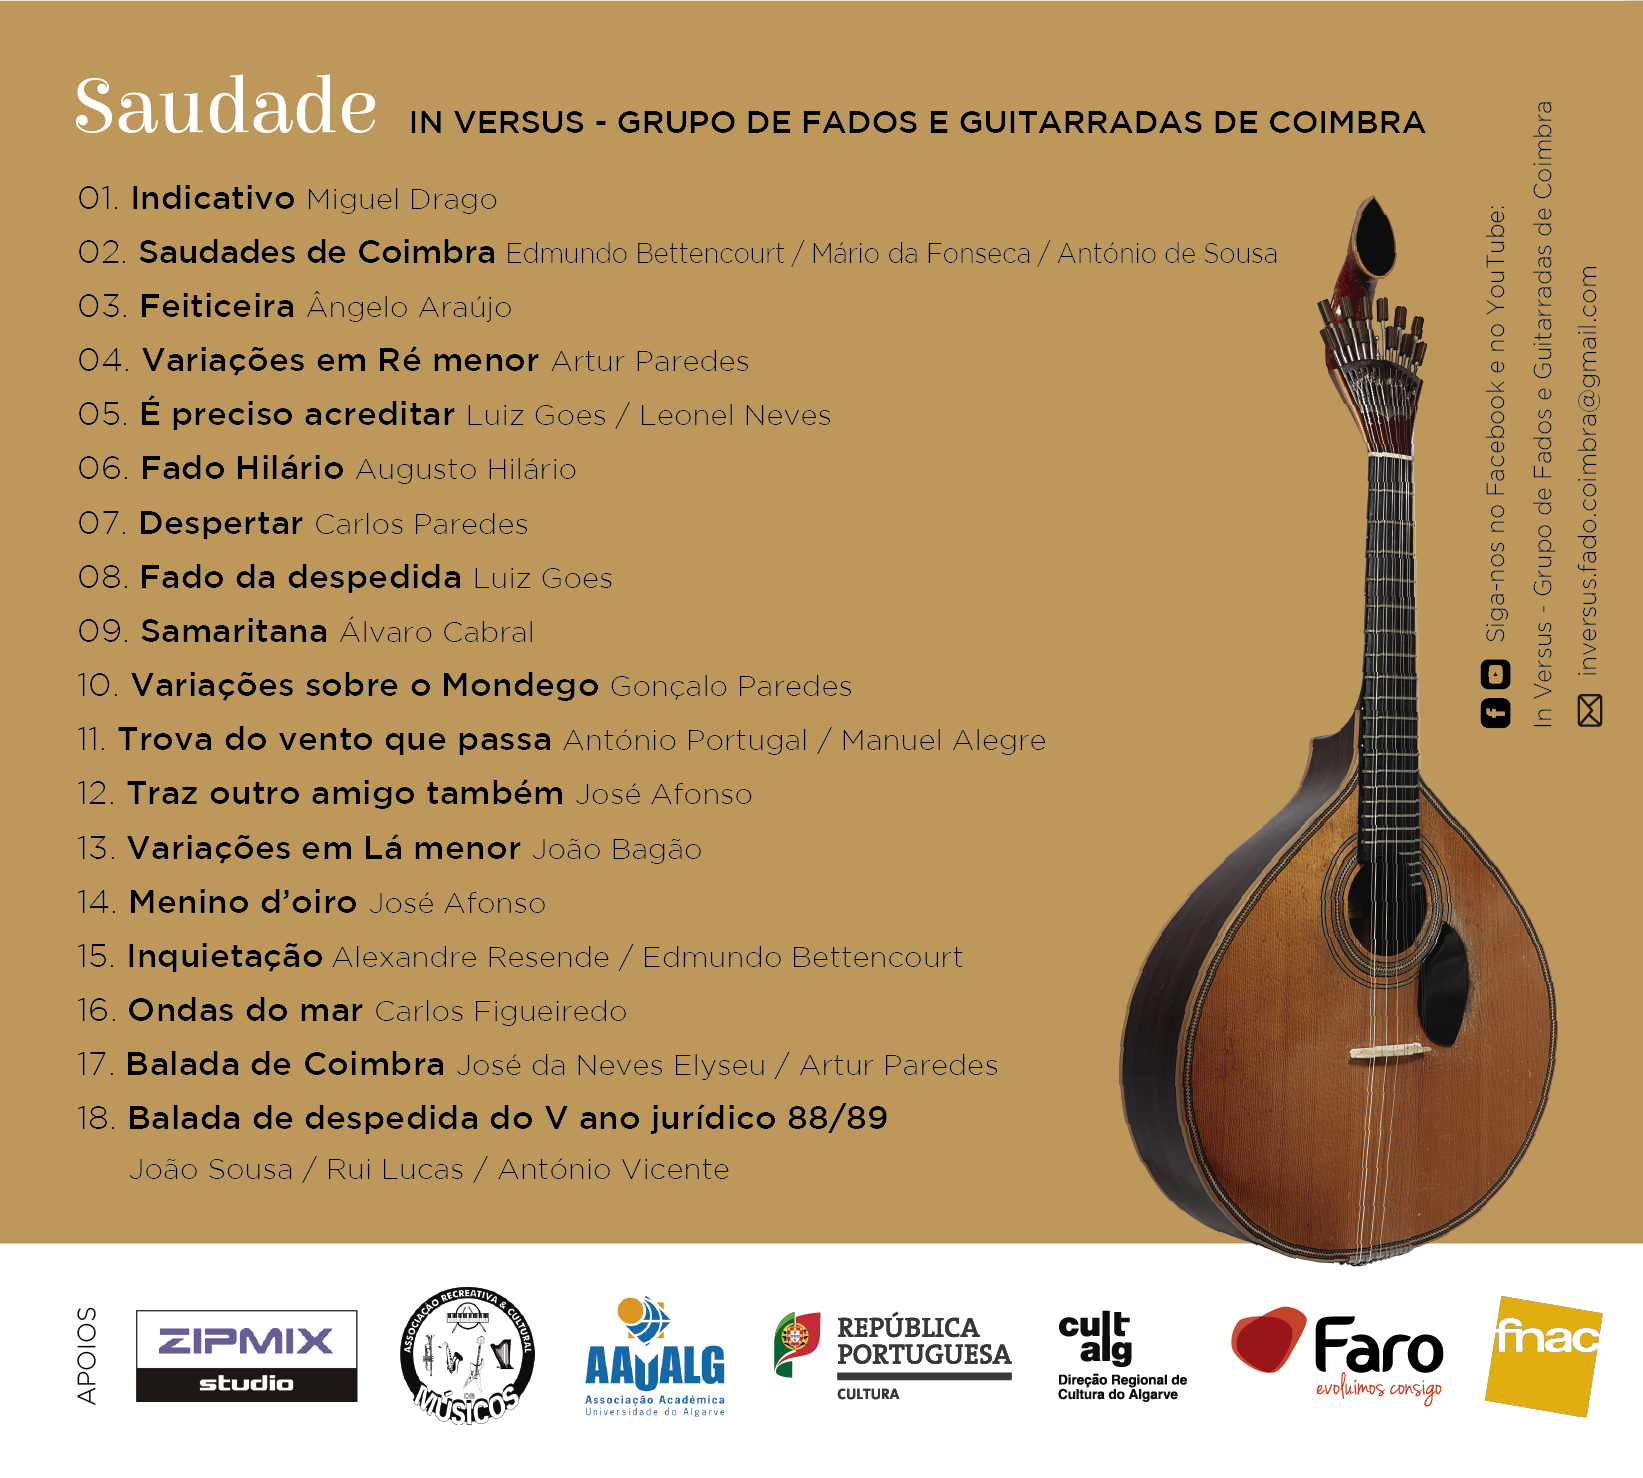 Saudade IN VERSUS - GRUPO DE FADOS E GUITARRADAS DE COIMBRA
01. Indicativo Miguel Drago
02. Saudades de Coimbra Edmundo Bettencourt / Mário da Fonseca / António de Sousa
03. Feiticeira Ângelo Araújo
04. Variações em Ré menor Artur Paredes
05. É preciso acreditar Luiz Goes / Leonel Neves
06. Fado Hilário Augusto Hilário
07. Despertar Carlos Paredes
08. Fado da despedida Luiz Goes
09. Samaritana Álvaro Cabral
10. Variações sobre o Mondego Gonçalo Paredes
11. Trova do vento que passa António Portugal / Manuel Alegre
12. Traz outro amigo também José Afonso
13. Variações em Lá menor João Bagão
14. Menino d’oiro José Afonso
15. Inquietação Alexandre Resende / Edmundo Bettencourt
16. Ondas do mar Carlos Figueiredo
17. Balada de Coimbra José da Neves Elyseu / Artur Paredes
18. Balada de despedida do V ano jurídico 88/89
João Sousa / Rui Lucas / António Vicente
Siga-nos no Facebook e no YouTube:
In Versus - Grupo de Fados e Guitarradas de Coimbra
inversus.fado.coimbra@gmail.com
APOIOS
ZIPMIX
studio
ASSOCIAÇÃO RECREATIVA & CULTURAL
DE
MÚSICOS
AAUALG
Associação Académica
Universidade do Algarve
REPÚBLICA
PORTUGUESA
CULTURA
cult
alg
Direção Regional de
Cultura do Algarve
Faro
evoluímos consigo
fnac